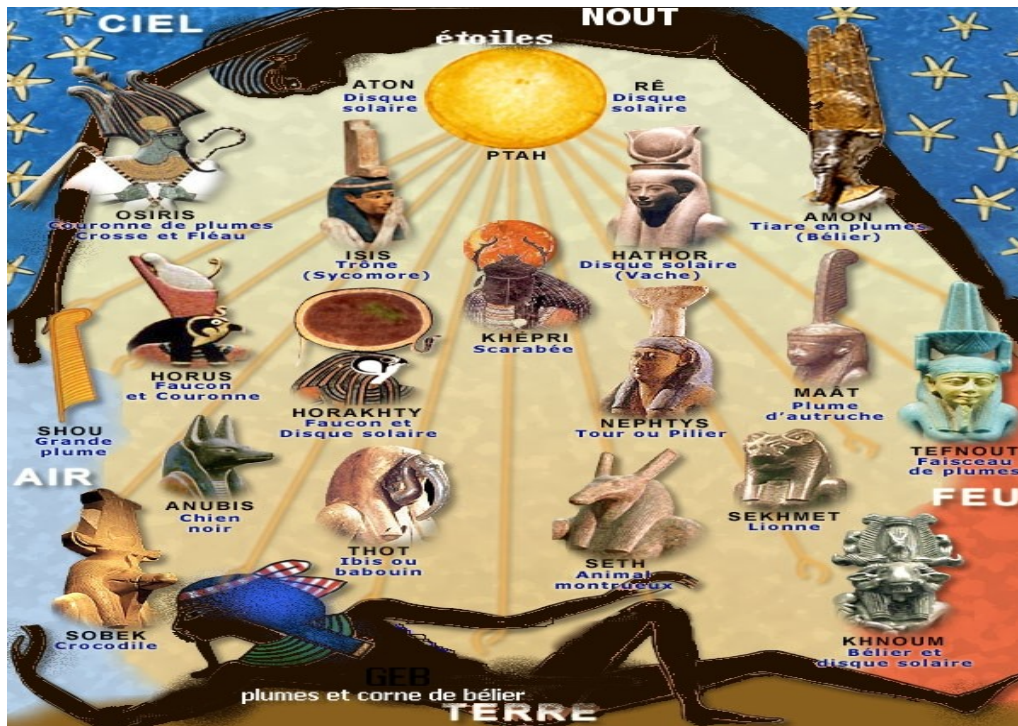 CIEL
NOUT
étoiles
ATON
Disque
solaire
RÊ
Disque
solaire
PTAH
OSIRIS
Couronne de plumes
Crosse et Fléau
ISIS
Trône
(Sycomore)
HATHOR
Disque solaire
(Vache)
AMON
Tiare en plumes
(Bélier)
KHEPRI
Scarabée
HORUS
Faucon
et Couronne
HORAKHTY
Faucon et
Disque solaire
NEPHTYS
Tour ou Pilier
MAÂT
Plume
d'autruche
SHOU
Grande
plume
TEFNOUT
Faisceau
de plumes
AIR
FEU
ANUBIS
Chien
noir
THOT
Ibis ou
babouin
SETH
Animal
montrueux
SEKHMET
Lionne
SOBEK
Crocodile
KHNOUM
Bélier et
disque solaire
GEB
plumes et corne de bélier
TERRE